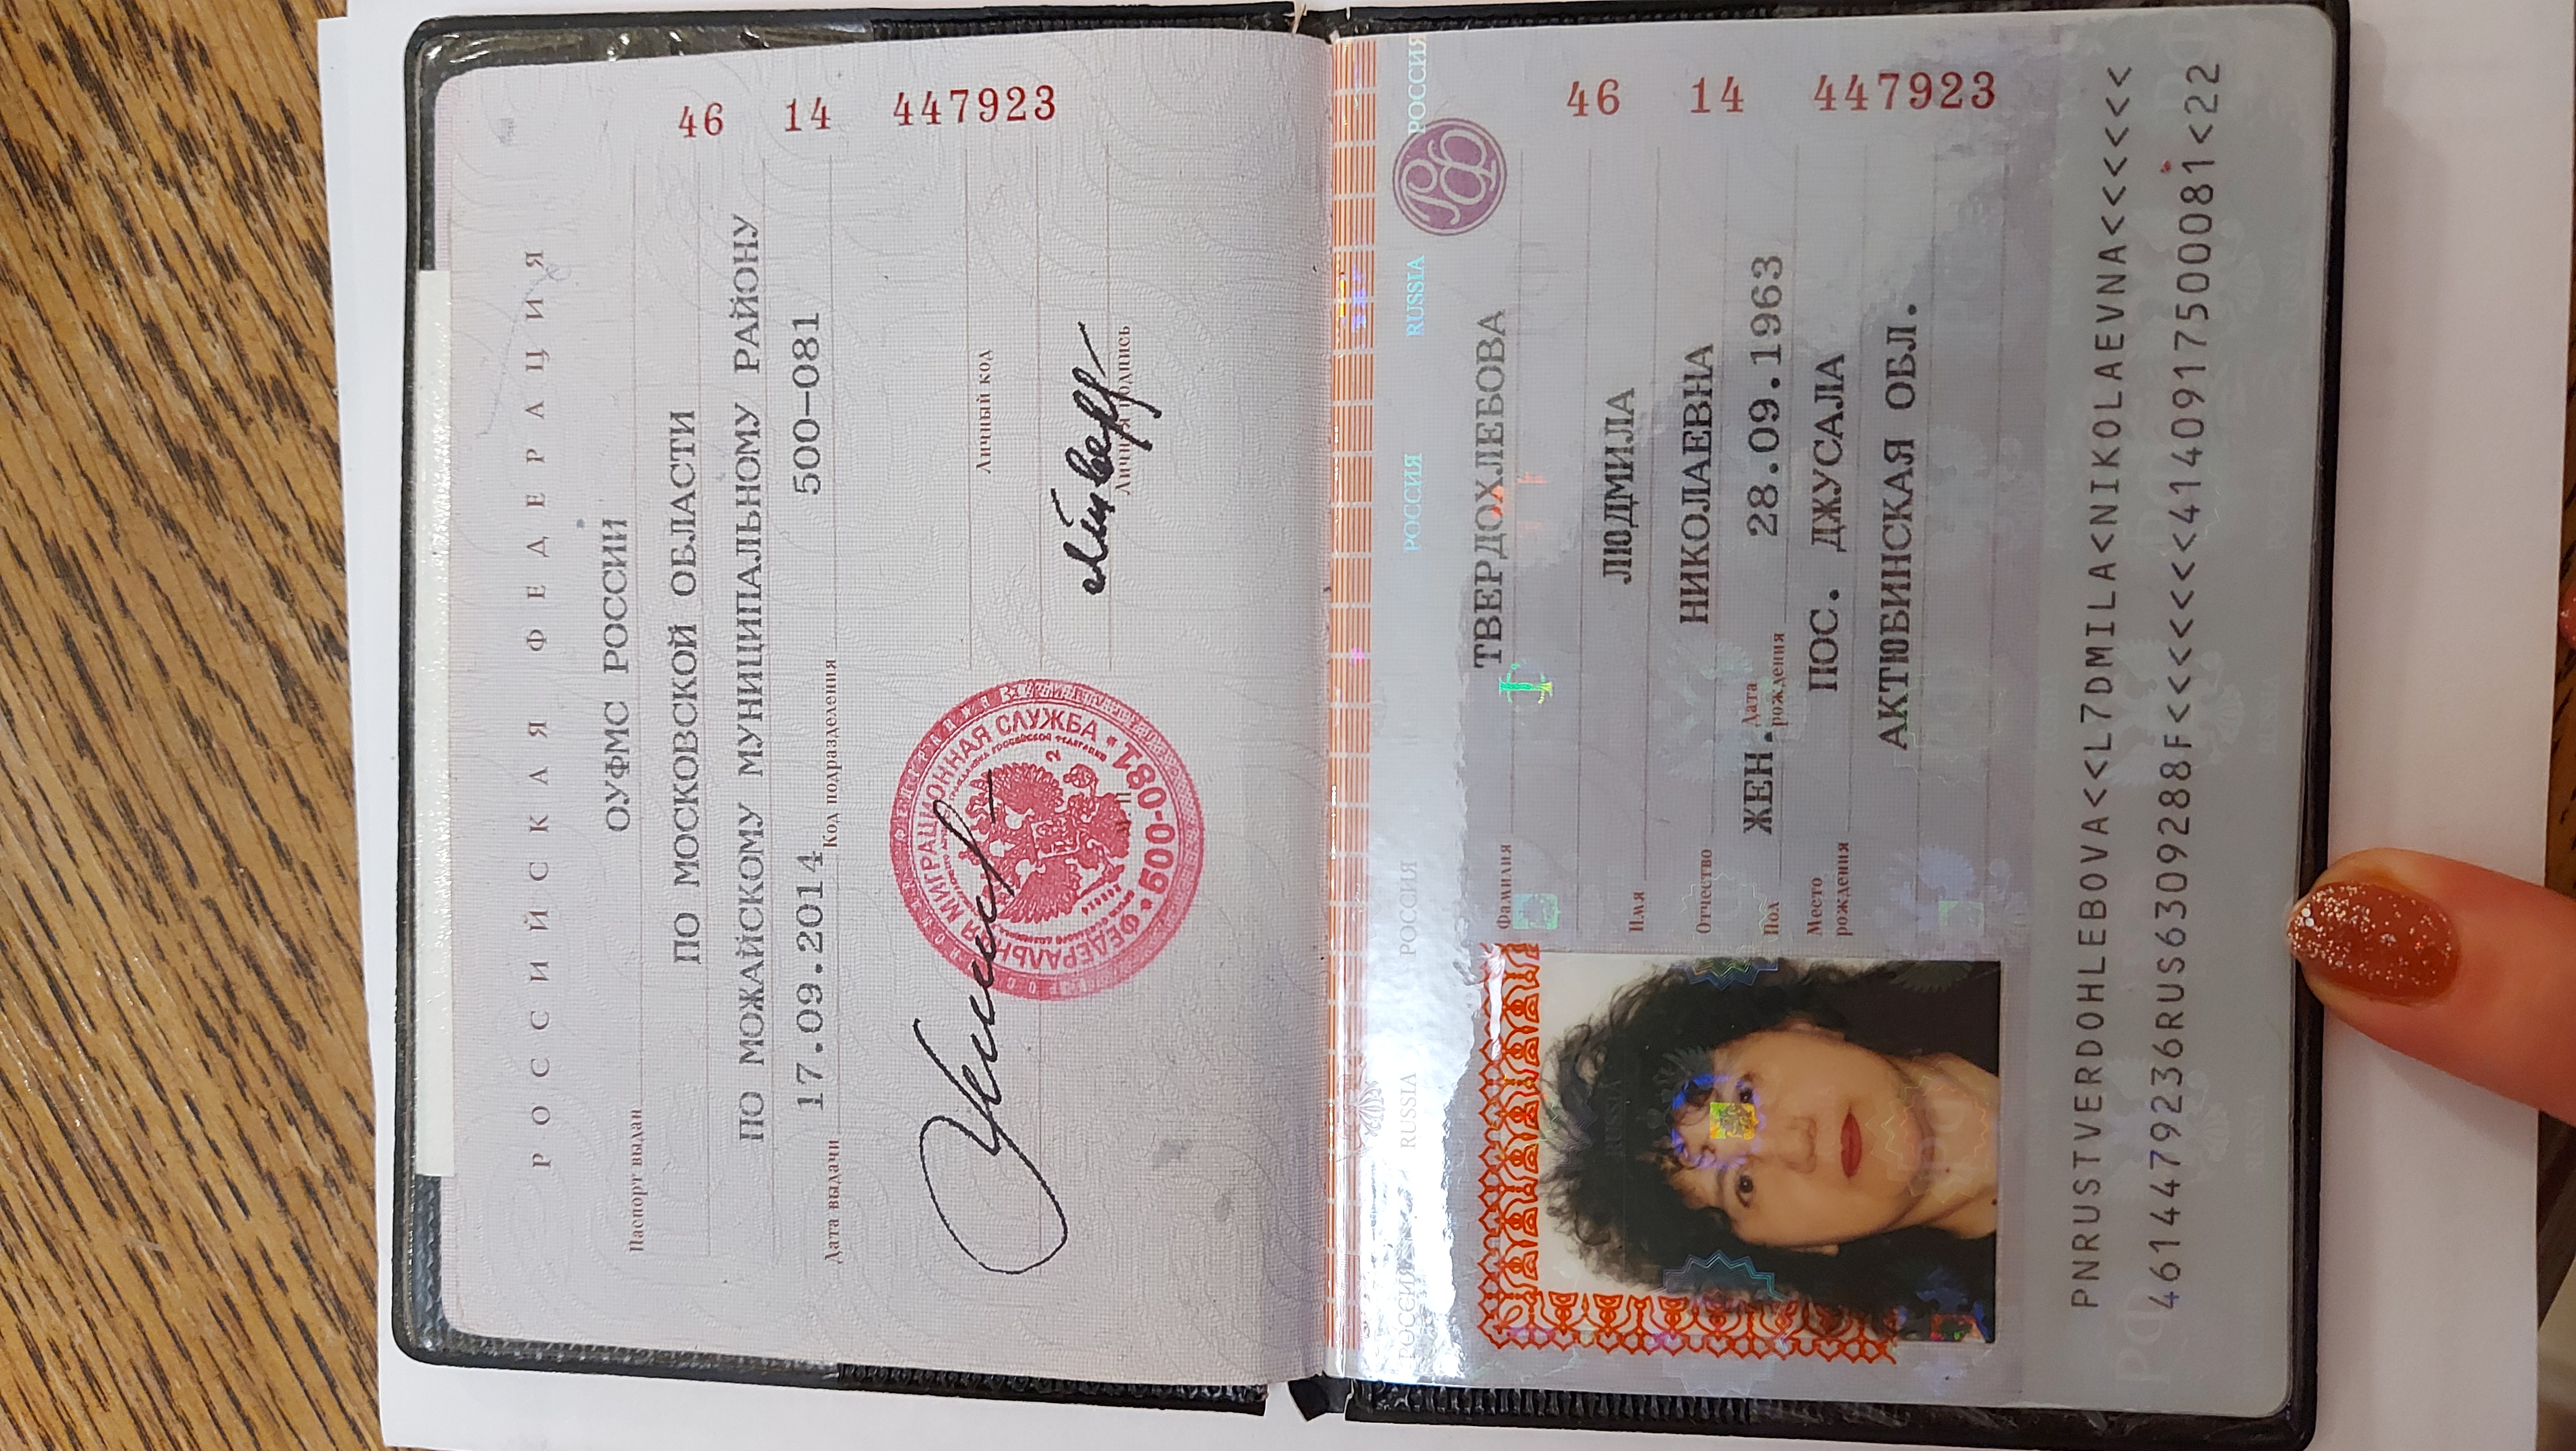 РОССИЙСКАЯ ФЕДЕРАЦИЯ
Паспорт выдан ОУФМС РОССИИ
ПО МОСКОВСКОЙ ОБЛАСТИ
ПО МОЖАЙСКОМУ МУНИЦИПАЛЬНОМУ РАЙОНУ
Дата выдачи 17.09.2014 Код подразделения 500-081
46 14 447923
Личный код
Личная подпись
ФЕДЕРАЛЬНАЯ МИГРАЦИОННАЯ СЛУЖБА
2
М.П.
500-081
РОССИЯ RUSSIA РОССИЯ РОССИЯ RUSSIA РОССИЯ
РФ
Фамилия ТВЕРДОХЛЕБОВА
Имя ЛЮДМИЛА
Отчество НИКОЛАЕВНА
Пол ЖЕН. Дата рождения 28.09.1963
Место рождения ПОС. ДЖУСАЛА
АКТЮБИНСКАЯ ОБЛ.
46 14 447923
PNRUSTVERDOHLEBOVA<<L7DMILA<NIKOLAEVNA<<<<<<
4614479236RUS6309288F<<<<<<<4140917500081<22